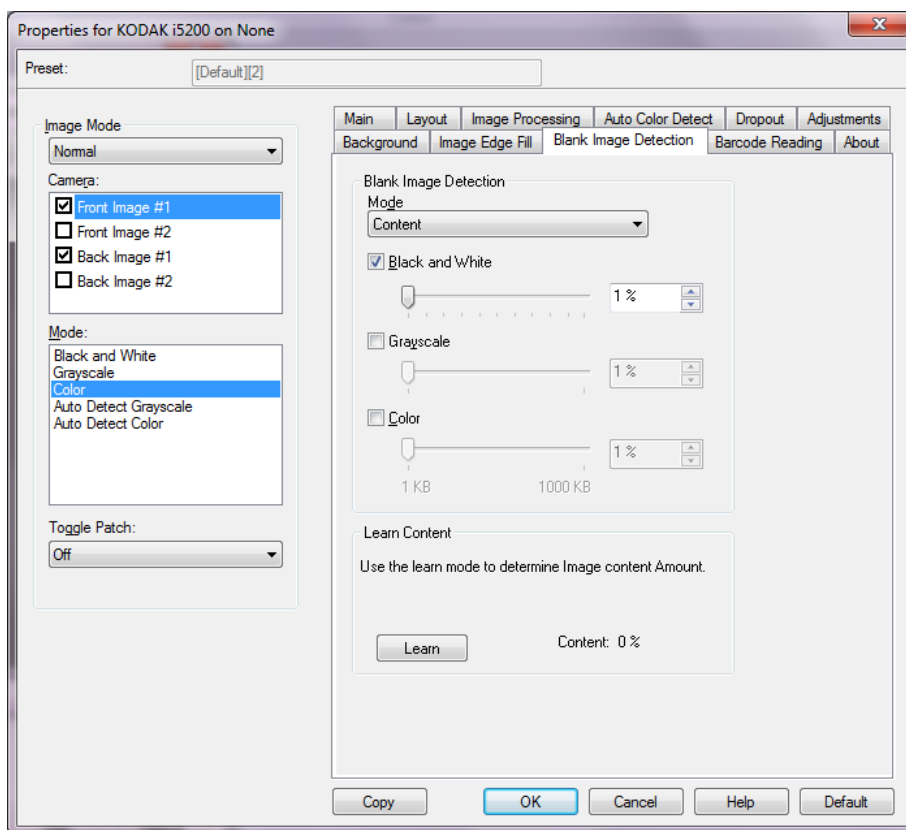 Properties for KODAK i5200 on None
Preset:
[Default][2]
Image Mode
Normal
Camera:
Front Image #1
Front Image #2
Back Image #1
Back Image #2
Mode:
Black and White
Grayscale
Color
Auto Detect Grayscale
Auto Detect Color
Toggle Patch:
Off
Main Layout Image Processing Auto Color Detect Dropout Adjustments
Background Image Edge Fill Blank Image Detection Barcode Reading About
Blank Image Detection
Mode
Content
Black and White
1 %
Grayscale
1 %
Color
1 %
1 KB 1000 KB
Learn Content
Use the learn mode to determine Image content Amount.
Learn Content: 0 %
Copy OK Cancel Help Default